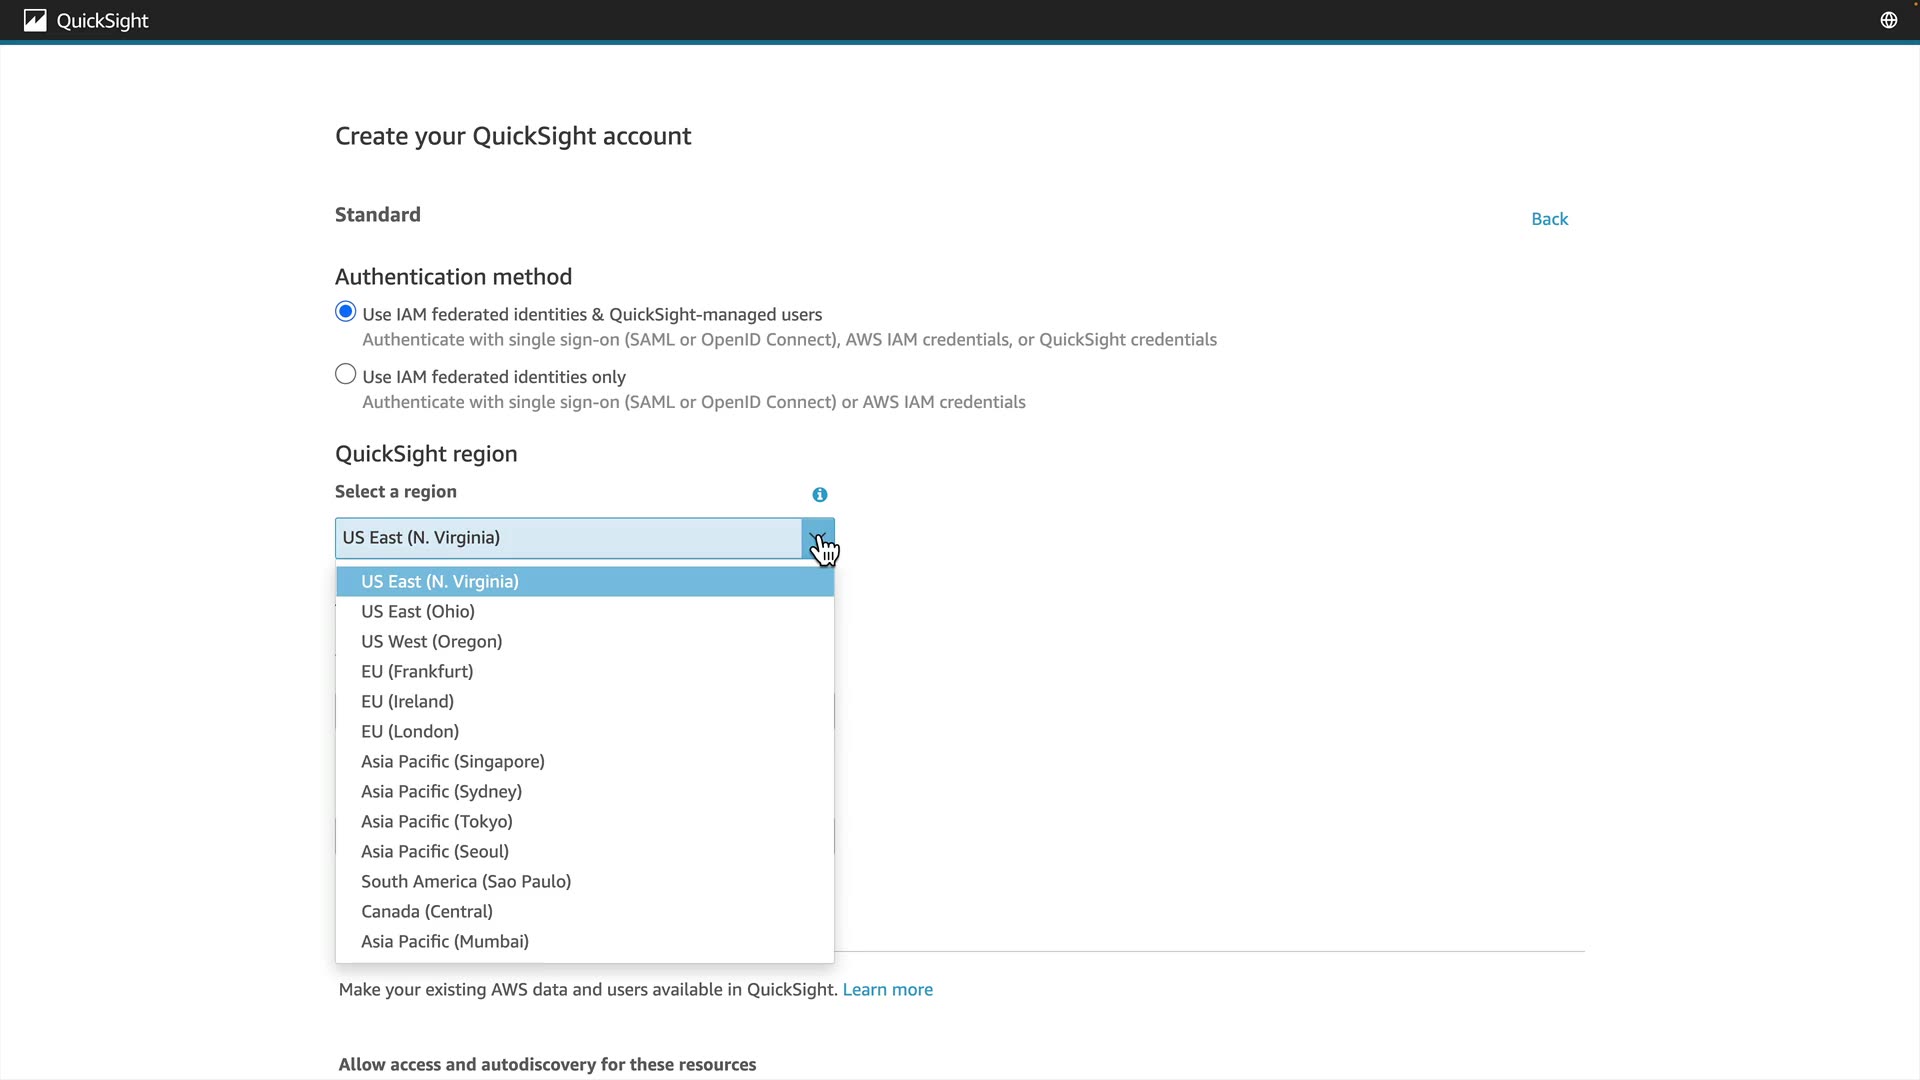 QuickSight
Create your QuickSight account
Standard
Back
Authentication method
Use IAM federated identities & QuickSight-managed users
Authenticate with single sign-on (SAML or OpenID Connect), AWS IAM credentials, or QuickSight credentials
Use IAM federated identities only
Authenticate with single sign-on (SAML or OpenID Connect) or AWS IAM credentials
QuickSight region
Select a region
US East (N. Virginia)
US East (N. Virginia)
US East (Ohio)
US West (Oregon)
EU (Frankfurt)
EU (Ireland)
EU (London)
Asia Pacific (Singapore)
Asia Pacific (Sydney)
Asia Pacific (Tokyo)
Asia Pacific (Seoul)
South America (Sao Paulo)
Canada (Central)
Asia Pacific (Mumbai)
Make your existing AWS data and users available in QuickSight. Learn more
Allow access and autodiscovery for these resources